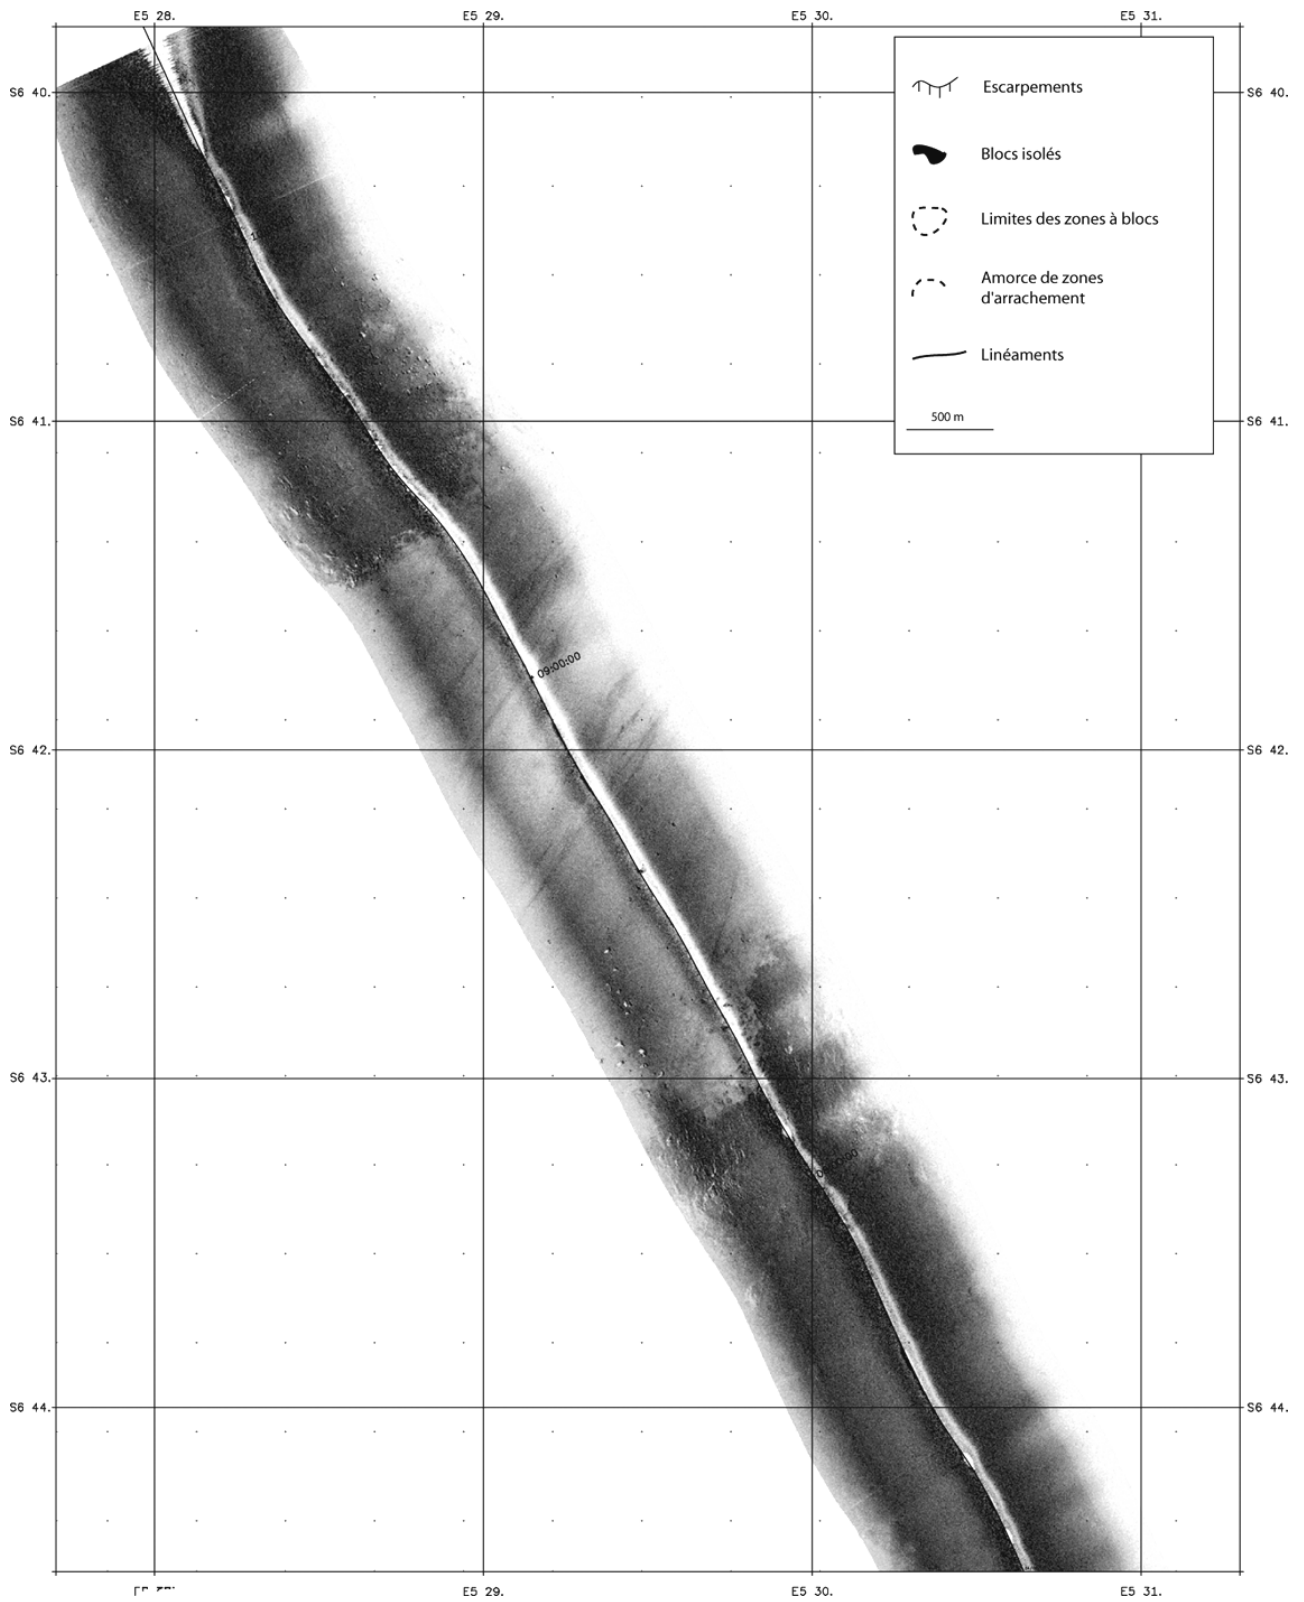 E5 28. E5 29. E5 30. E5 31.
S6 40. S6 40.
Escarpements
Blocs isolés
Limites des zones à blocs
Amorce de zones
d'arrachement
Linéaments
500 m
S6 41. S6 41.
09:00:00
S6 42. S6 42.
S6 43. S6 43.
S6 44. S6 44.
E5 29. E5 30. E5 31.